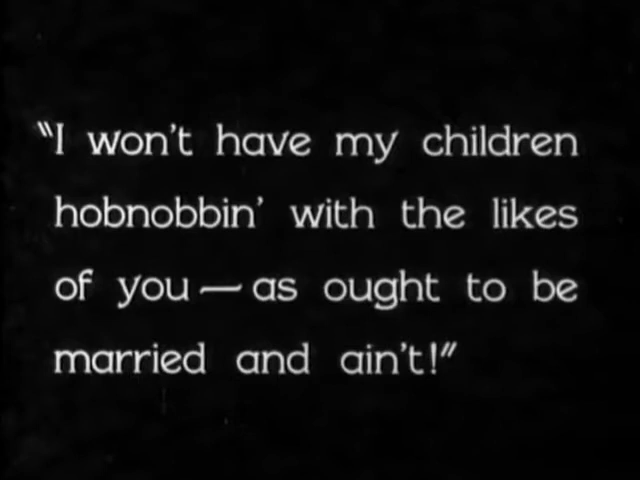 "I won't have my children
hobnobbin' with the likes
of you — as ought to be
married and ain't!"